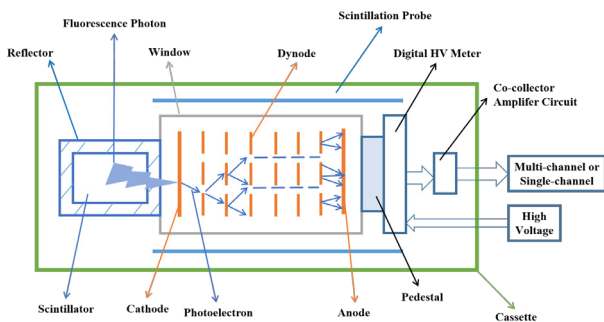 Fluorescence Photon
Scintillation Probe
Reflector
Window
Dynode
Digital HV Meter
Co-collector
Amplifer Circuit
Multi-channel or
Single-channel
High
Voltage
Scintillator
Cathode
Photoelectron
Anode
Pedestal
Cassette